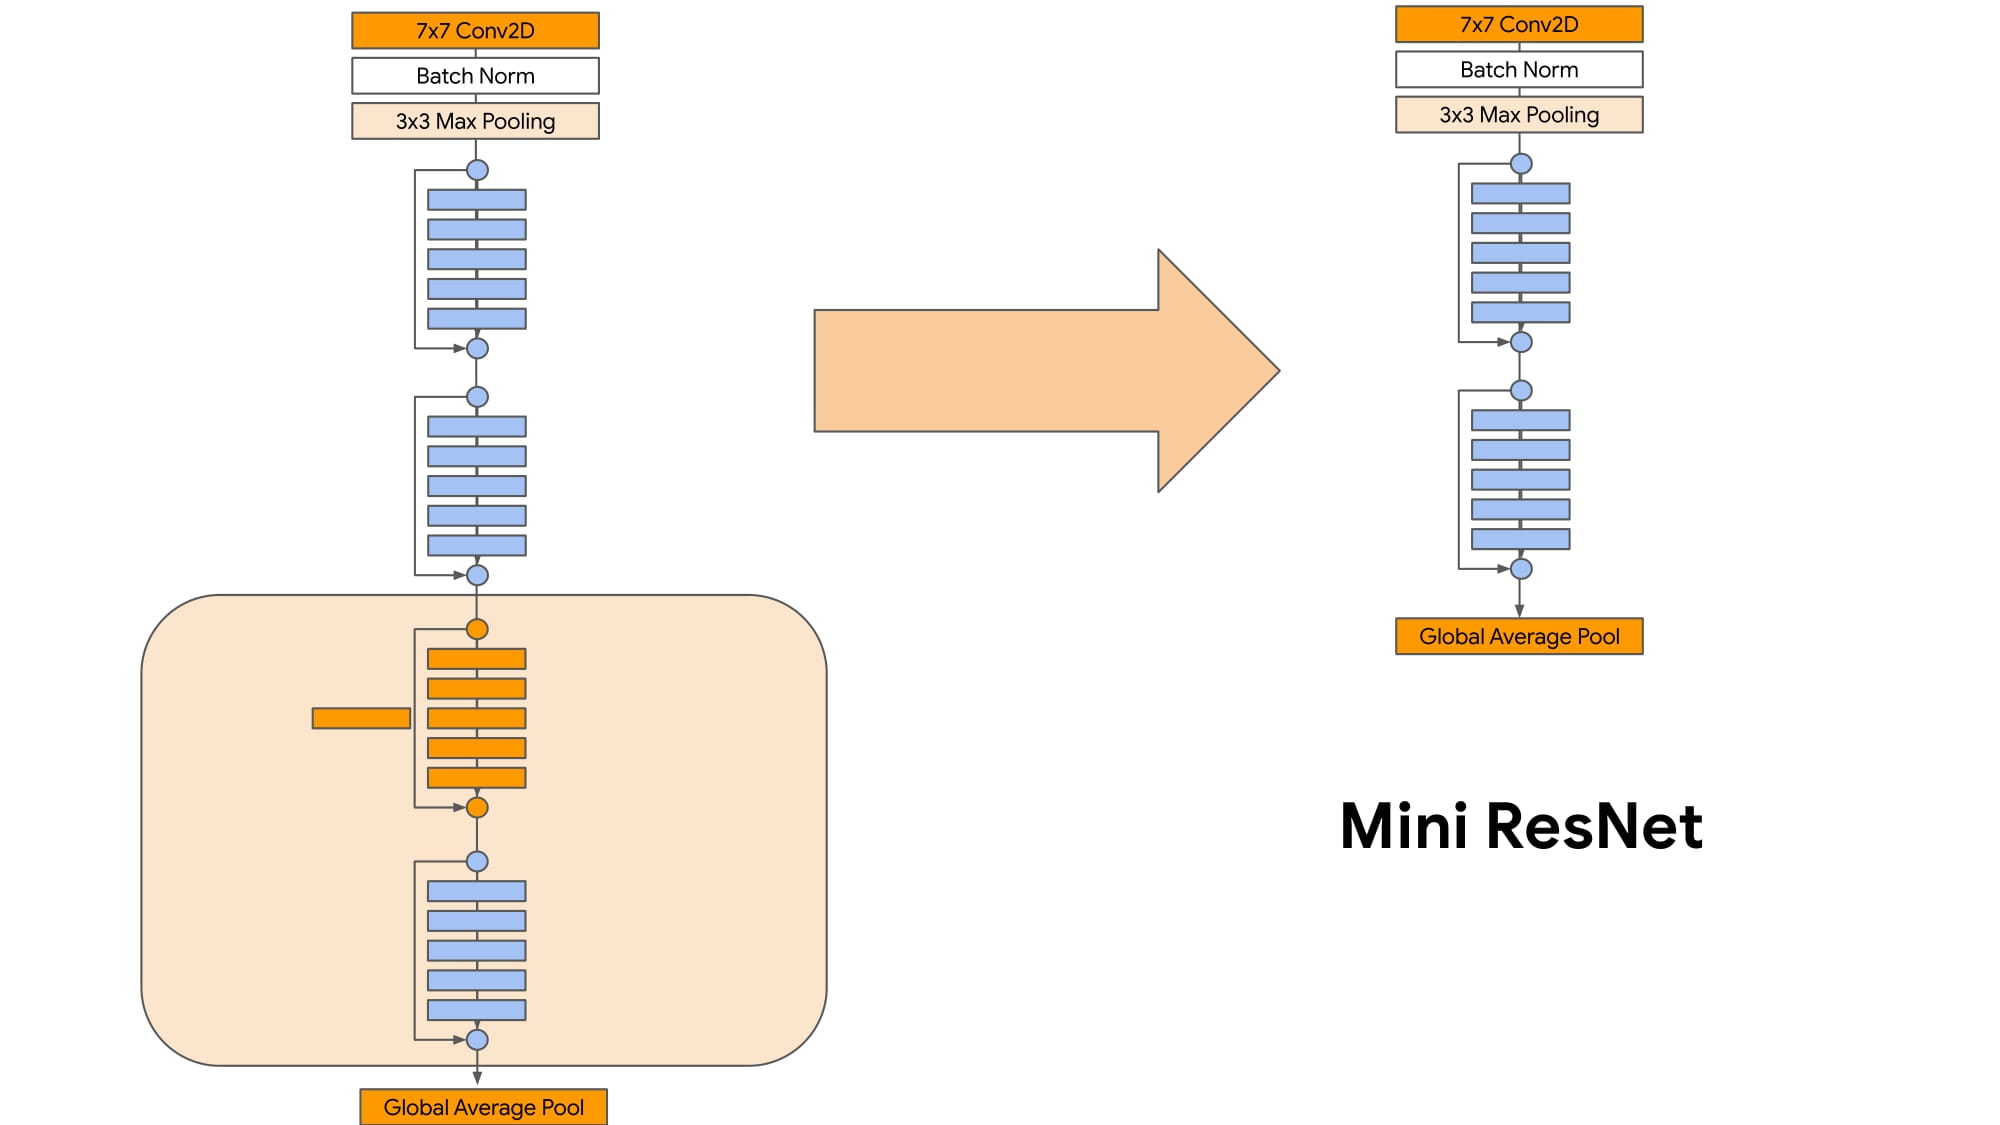 7x7 Conv2D
Batch Norm
3x3 Max Pooling
Global Average Pool
7x7 Conv2D
Batch Norm
3x3 Max Pooling
Global Average Pool
Mini ResNet